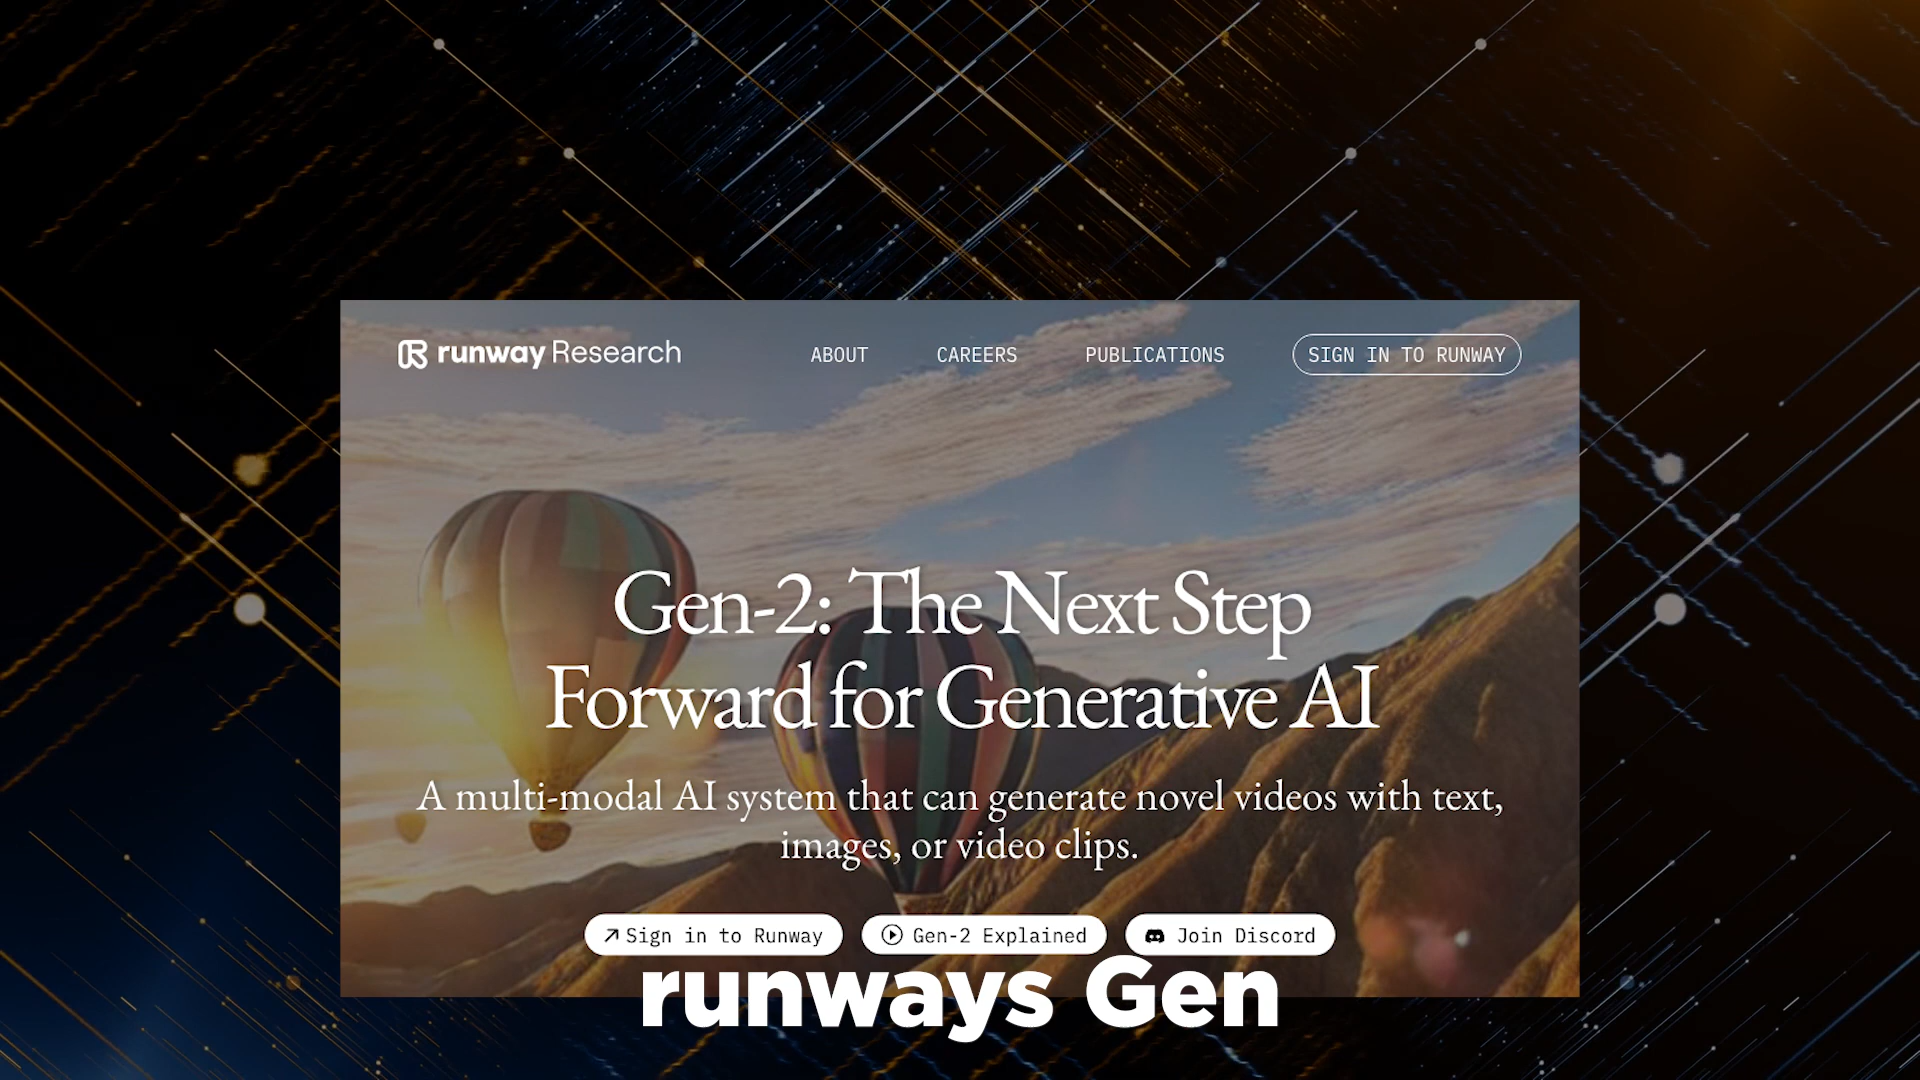 runway Research
ABOUT
CAREERS
PUBLICATIONS
SIGN IN TO RUNWAY
Gen-2: The Next Step
Forward for Generative AI
A multi-modal AI system that can generate novel videos with text,
images, or video clips.
Sign in to Runway
Gen-2 Explained
Join Discord
runways Gen